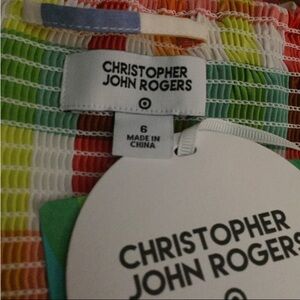 CHRISTOPHER
JOHN ROGERS
6
MADE IN
CHINA
CHRISTOPHER
JOHN ROGERS